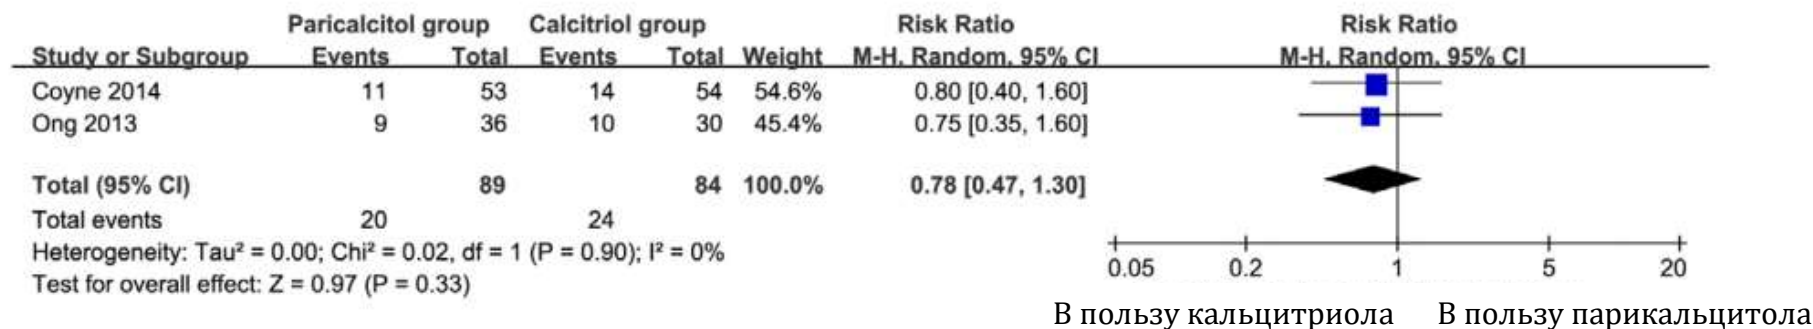 Paricalcitol group Calcitriol group Risk Ratio Risk Ratio
Study or Subgroup Events Total Events Total Weight M-H, Random, 95% CI M-H, Random, 95% CI
Coyne 2014 11 53 14 54 54.6% 0.80 [0.40, 1.60]
Ong 2013 9 36 10 30 45.4% 0.75 [0.35, 1.60]
Total (95% CI) 89 84 100.0% 0.78 [0.47, 1.30]
Total events 20 24
Heterogeneity: Tau² = 0.00; Chi² = 0.02, df = 1 (P = 0.90); I² = 0%
Test for overall effect: Z = 0.97 (P = 0.33)
0.05 0.2 1 5 20
В пользу кальцитриола В пользу парикальцитола